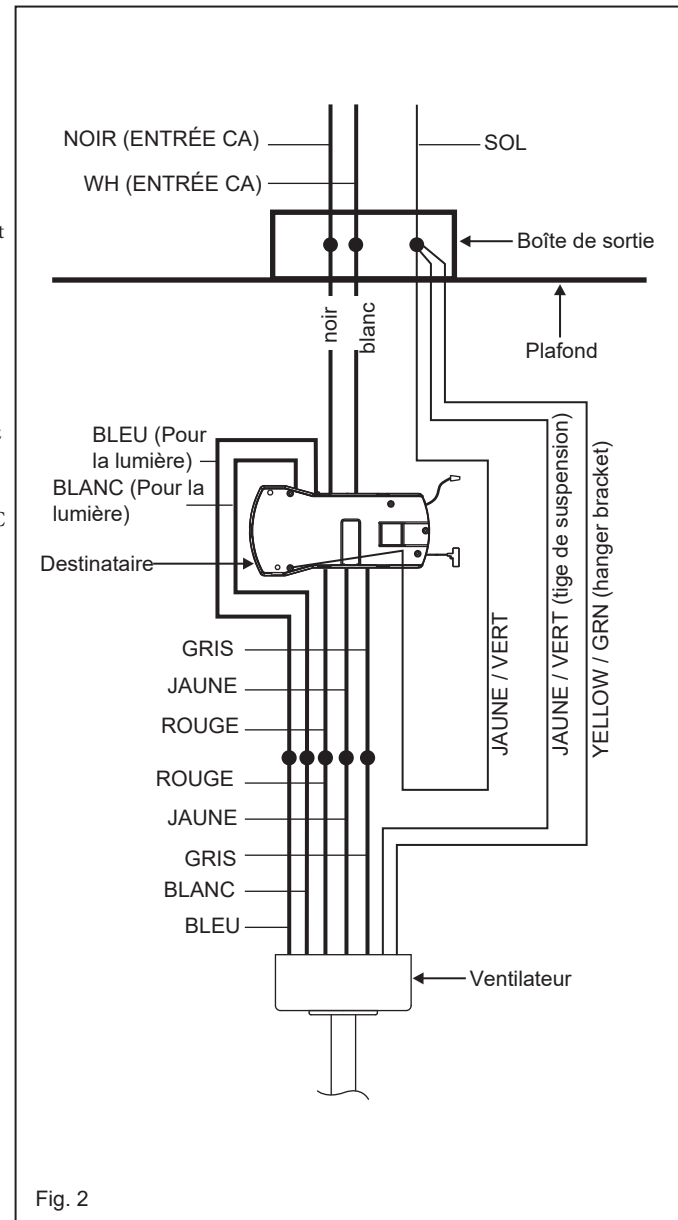 NOIR (ENTRÉE CA)
SOL
WH (ENTRÉE CA)
Boîte de sortie
noir
blanc
Plafond
BLEU (Pour
la lumière)
BLANC (Pour la
lumière)
Destinataire
GRIS
JAUNE
ROUGE
ROUGE
JAUNE
GRIS
BLANC
BLEU
JAUNE / VERT
JAUNE / VERT (tige de suspension)
YELLOW / GRN (hanger bracket)
Ventilateur
Fig. 2